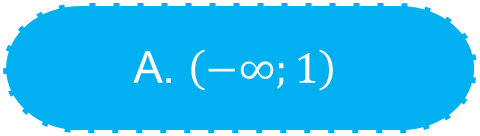 A. (−∞; 1)